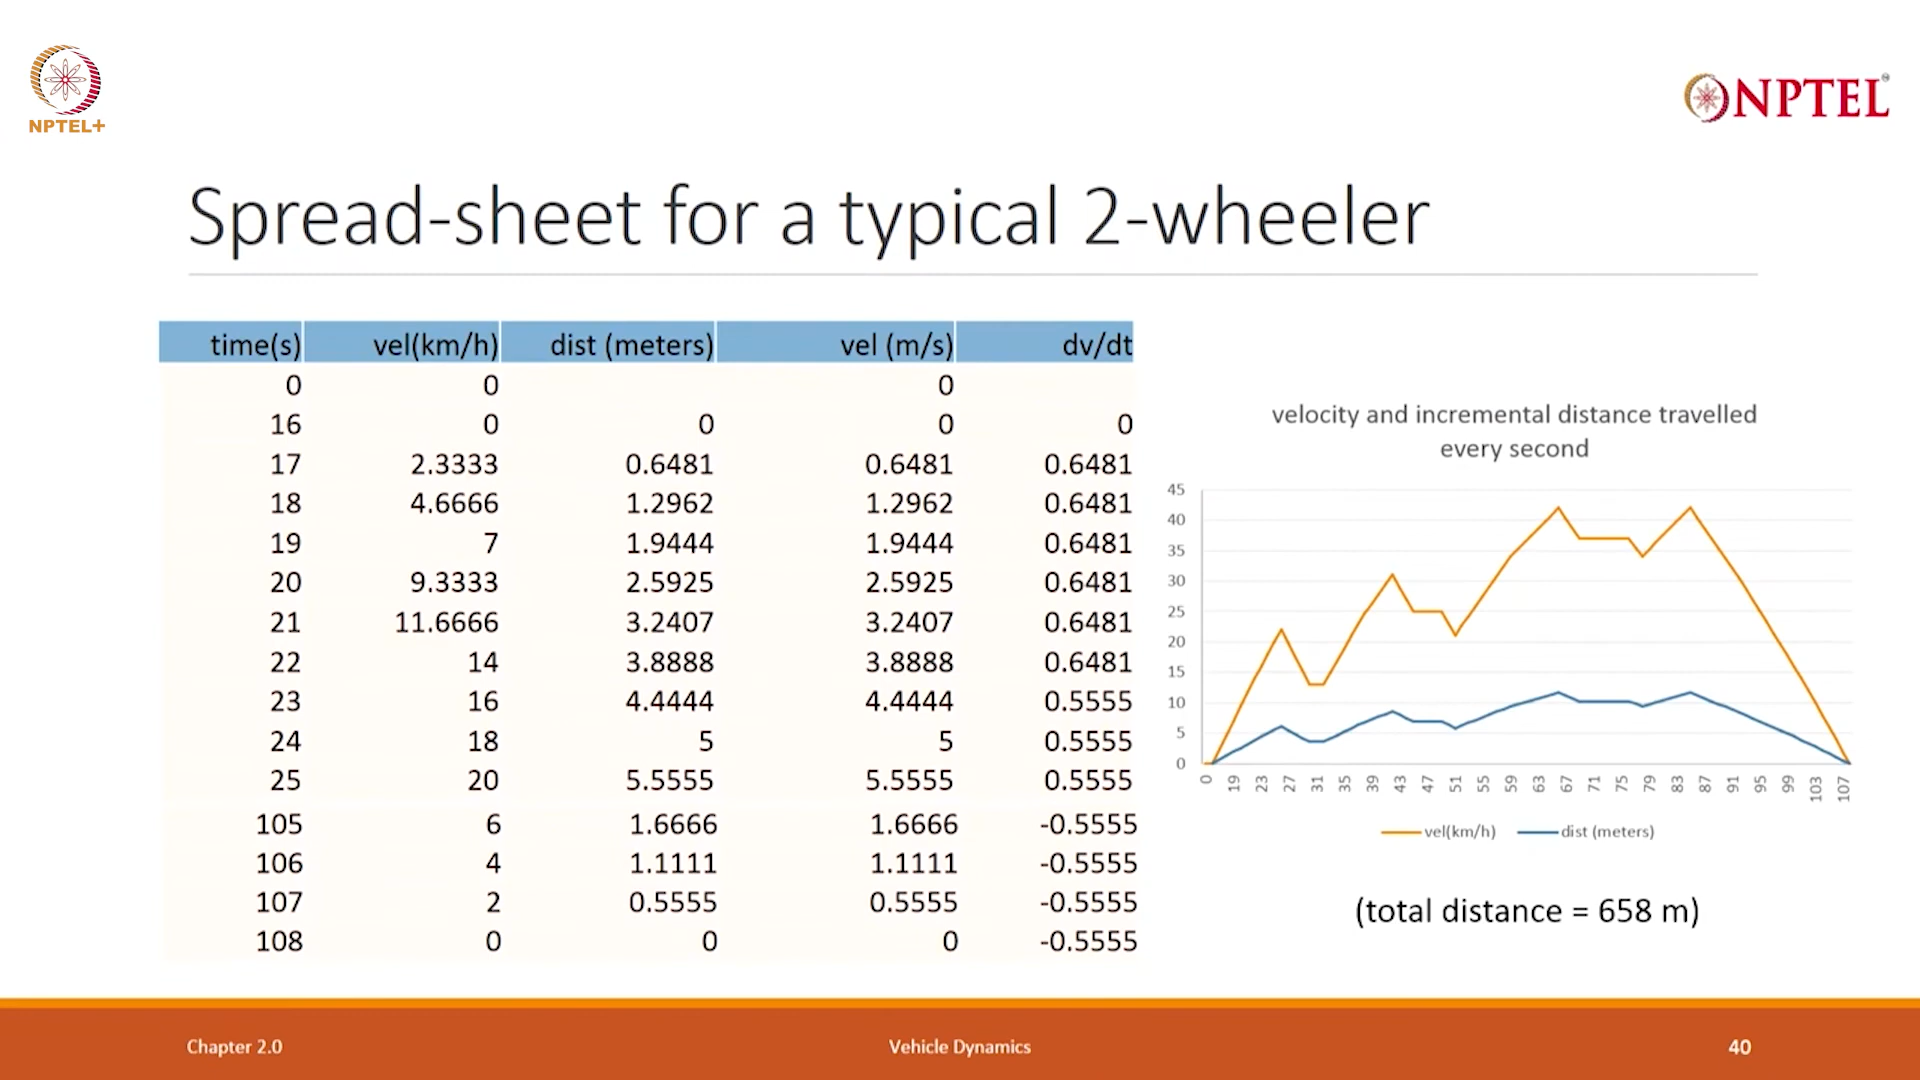 NPTEL+
NPTEL
Spread-sheet for a typical 2-wheeler
time(s) vel(km/h) dist (meters) vel (m/s) dv/dt
0 0 0
16 0 0 0 0
17 2.3333 0.6481 0.6481 0.6481
18 4.6666 1.2962 1.2962 0.6481
19 7 1.9444 1.9444 0.6481
20 9.3333 2.5925 2.5925 0.6481
21 11.6666 3.2407 3.2407 0.6481
22 14 3.8888 3.8888 0.6481
23 16 4.4444 4.4444 0.5555
24 18 5 5 0.5555
25 20 5.5555 5.5555 0.5555
105 6 1.6666 1.6666 -0.5555
106 4 1.1111 1.1111 -0.5555
107 2 0.5555 0.5555 -0.5555
108 0 0 0 -0.5555
velocity and incremental distance travelled
every second
45
40
35
30
25
20
15
10
5
0
0 19 23 27 31 35 39 43 47 51 55 59 63 67 71 75 79 83 87 91 95 99 103 107
vel(km/h) dist (meters)
(total distance = 658 m)
Chapter 2.0 Vehicle Dynamics 40